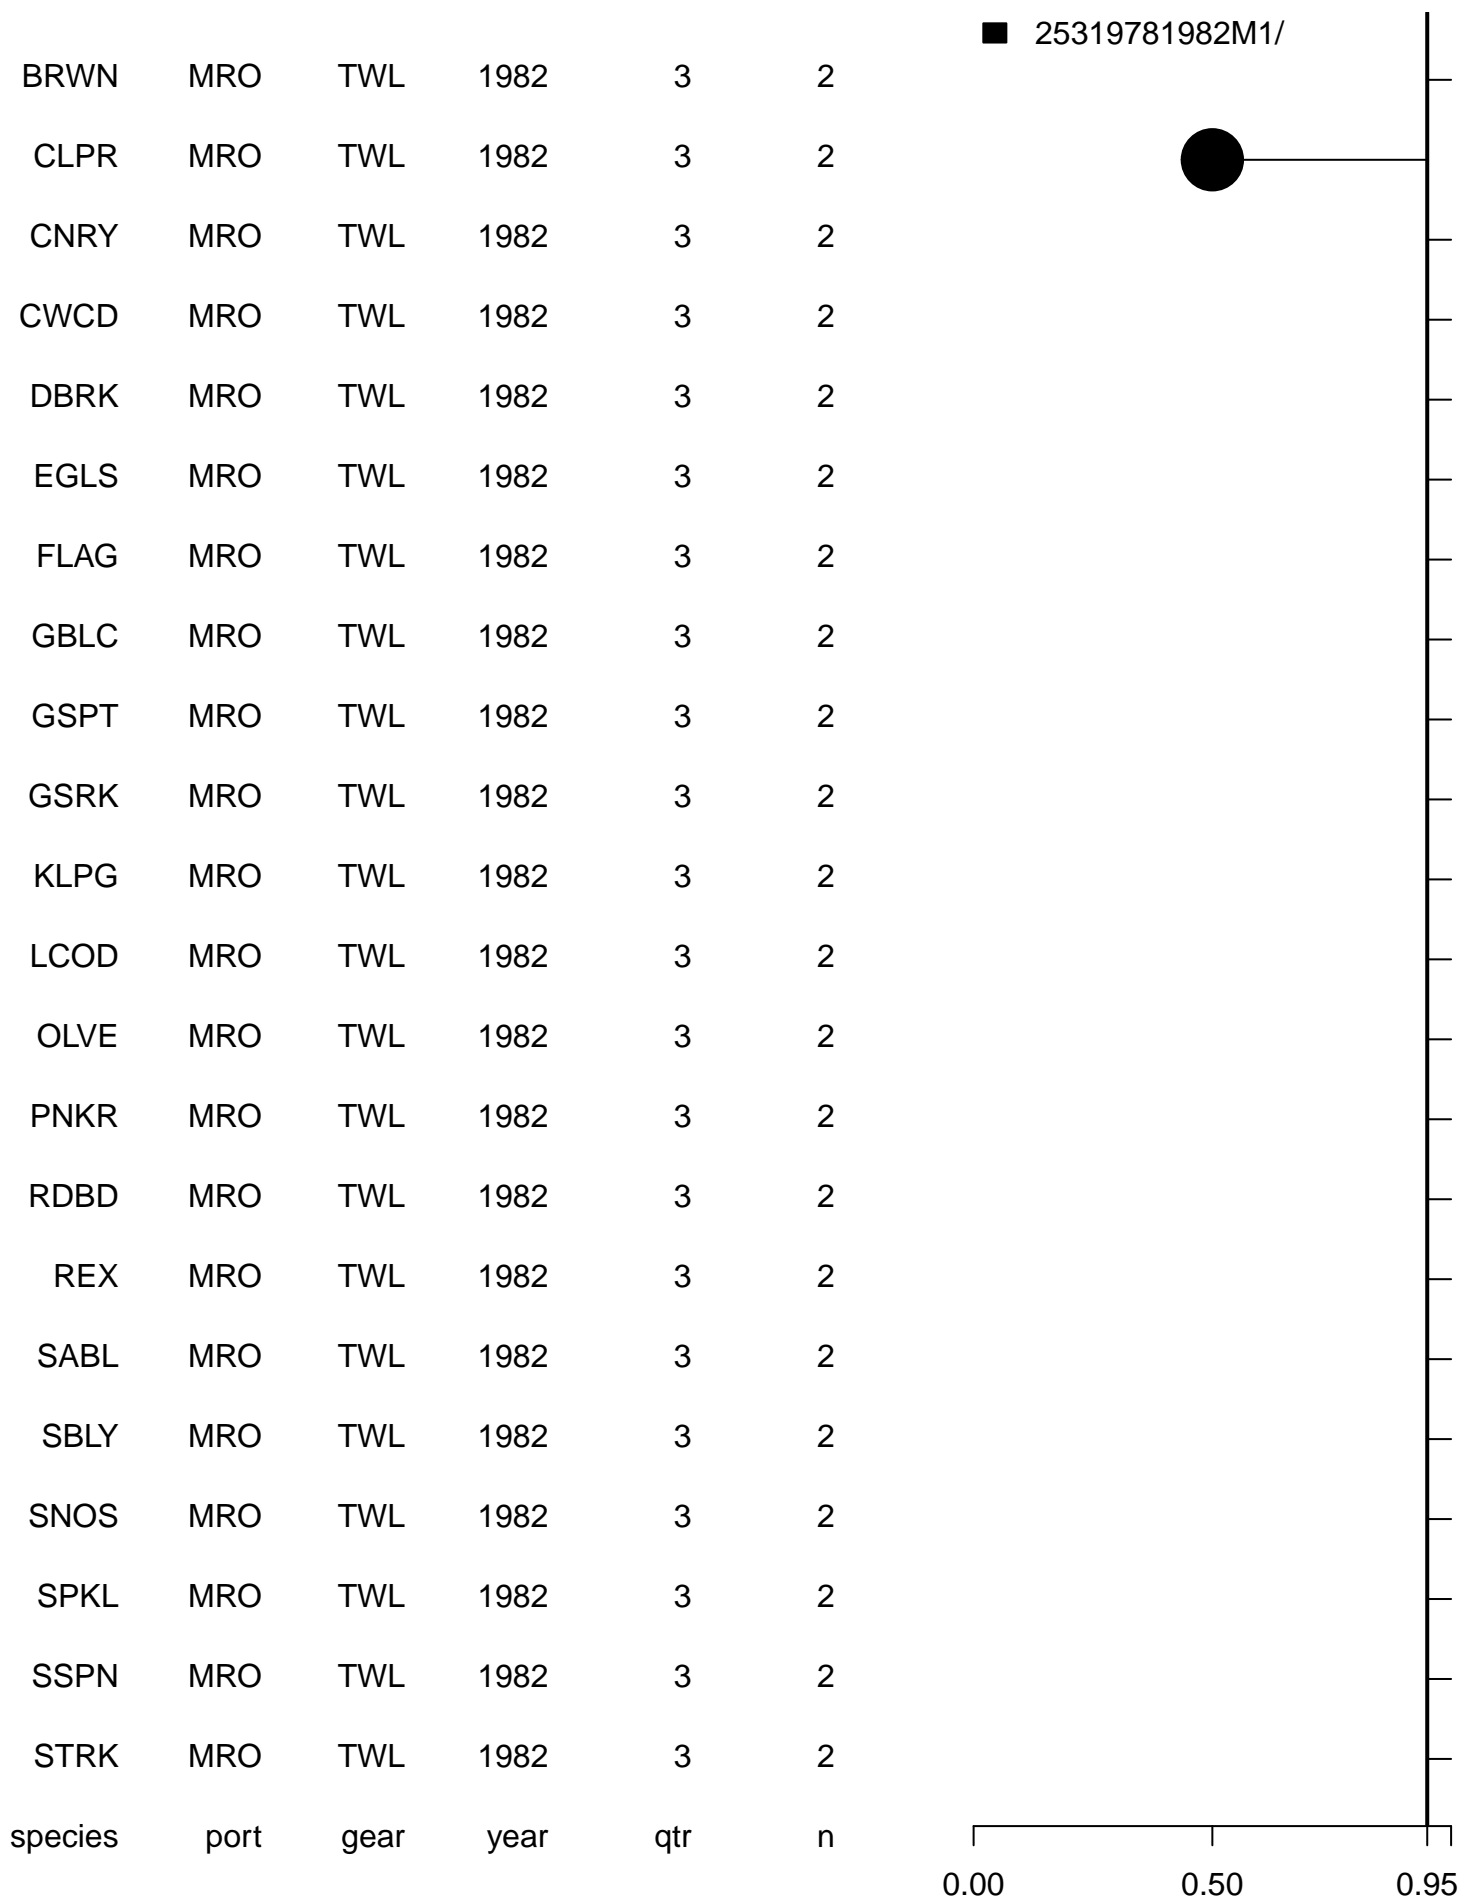 25319781982M1/
BRWN MRO TWL 1982 3 2
CLPR MRO TWL 1982 3 2
CNRY MRO TWL 1982 3 2
CWCD MRO TWL 1982 3 2
DBRK MRO TWL 1982 3 2
EGLS MRO TWL 1982 3 2
FLAG MRO TWL 1982 3 2
GBLC MRO TWL 1982 3 2
GSPT MRO TWL 1982 3 2
GSRK MRO TWL 1982 3 2
KLPG MRO TWL 1982 3 2
LCOD MRO TWL 1982 3 2
OLVE MRO TWL 1982 3 2
PNKR MRO TWL 1982 3 2
RDBD MRO TWL 1982 3 2
REX MRO TWL 1982 3 2
SABL MRO TWL 1982 3 2
SBLY MRO TWL 1982 3 2
SNOS MRO TWL 1982 3 2
SPKL MRO TWL 1982 3 2
SSPN MRO TWL 1982 3 2
STRK MRO TWL 1982 3 2
species port gear year qtr n
0.00 0.50 0.95